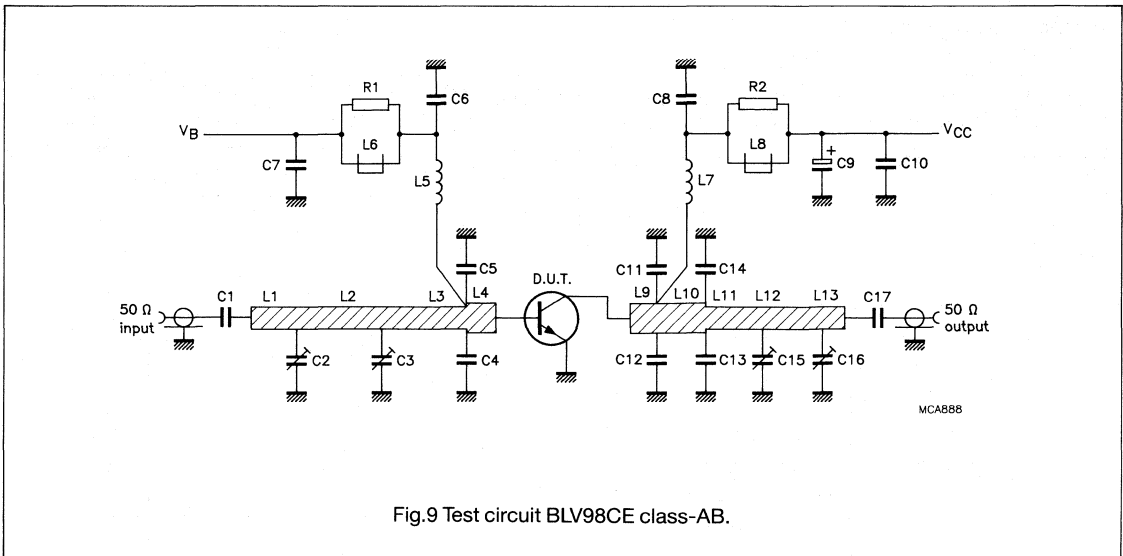 C6
R1
VB
L6
C7
L5
C8
R2
VCC
L8
+
C9
C10
L7
C5
C11
C14
D.U.T.
50 Ω
input
C1
L1
L2
L3
L4
L9
L10
L11
L12
L13
C17
50 Ω
output
C2
C3
C4
C12
C13
C15
C16
MCA888
Fig.9 Test circuit BLV98CE class-AB.